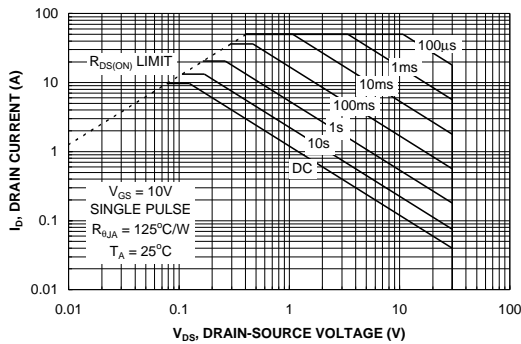 100
10
1
0.1
0.01
I_D, DRAIN CURRENT (A)
R_DS(ON) LIMIT
100μs
1ms
10ms
100ms
1s
10s
DC
V_GS = 10V
SINGLE PULSE
R_θJA = 125°C/W
T_A = 25°C
0.01 0.1 1 10 100
V_DS, DRAIN-SOURCE VOLTAGE (V)